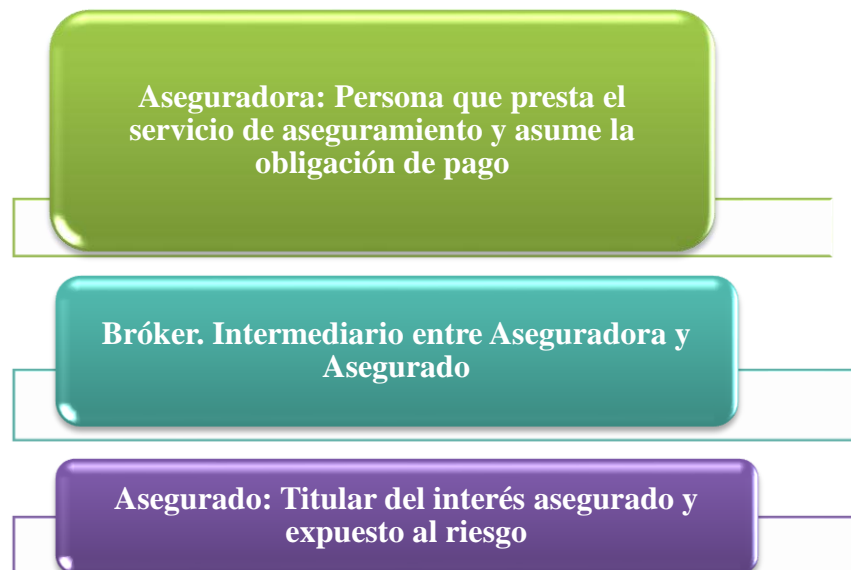 Aseguradora: Persona que presta el
servicio de aseguramiento y asume la
obligación de pago
Bróker. Intermediario entre Aseguradora y
Asegurado
Asegurado: Titular del interés asegurado y
expuesto al riesgo